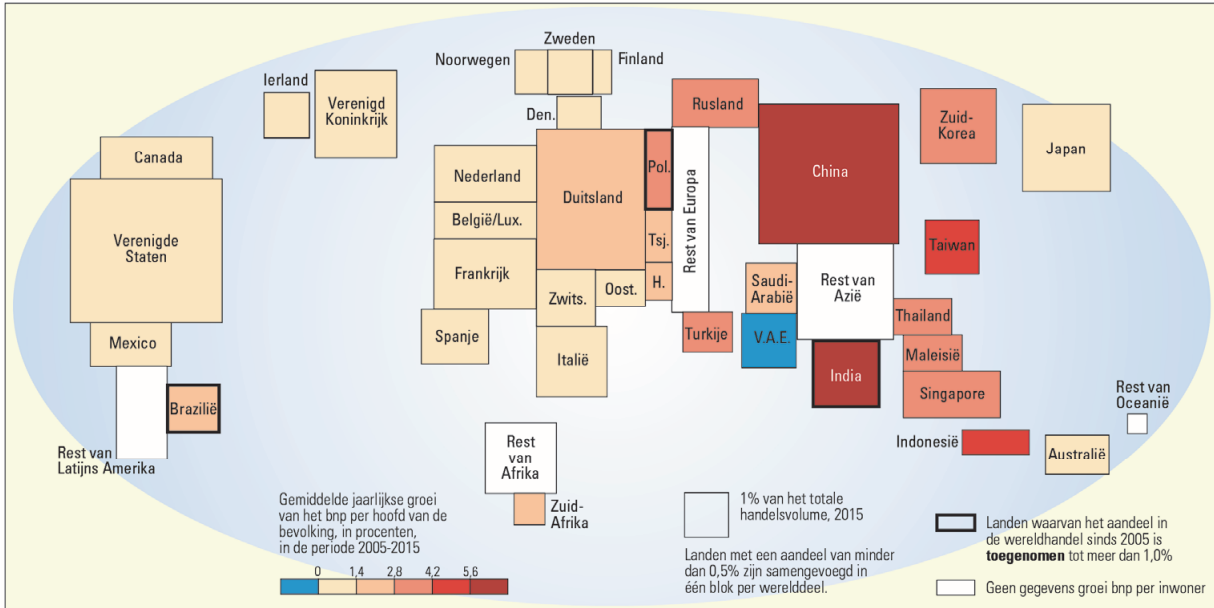 Zweden
Noorwegen
Finland
Ierland
Verenigd
Koninkrijk
Den.
Rusland
Zuid-
Korea
Japan
Canada
Nederland
Pol.
China
Duitsland
Rest van Europa
België/Lux.
Verenigde
Staten
Tsj.
Taiwan
Frankrijk
H.
Zwits.
Oost.
Saudi-
Arabië
Rest van
Azië
Thailand
Mexico
Spanje
Italië
Turkije
V.A.E.
Maleisië
India
Singapore
Rest van
Oceanië
Brazilië
Rest van
Latijns Amerika
Rest
van
Afrika
Indonesië
Australië
Zuid-
Afrika
Gemiddelde jaarlijkse groei
van het bnp per hoofd van de
bevolking, in procenten,
in de periode 2005-2015
0 1,4 2,8 4,2 5,6
1% van het totale
handelsvolume, 2015
Landen met een aandeel van minder
dan 0,5% zijn samengevoegd in
één blok per werelddeel.
Landen waarvan het aandeel in
de wereldhandel sinds 2005 is
toegenomen tot meer dan 1,0%
Geen gegevens groei bnp per inwoner